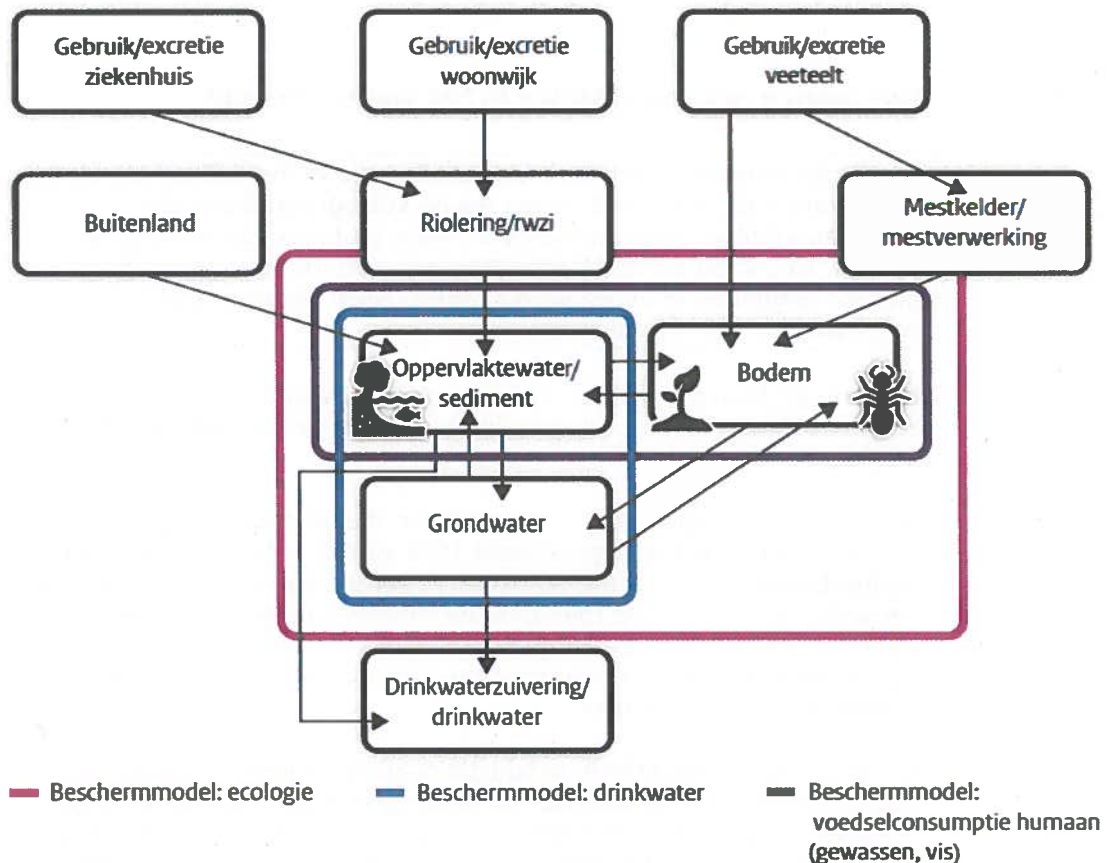 Gebruik/excretie
ziekenhuis
Gebruik/excretie
woonwijk
Gebruik/excretie
veeteelt
Buitenland
Riolering/rwzi
Mestkelder/
mestverwerking
Oppervlaktewater/
sediment
Bodem
Grondwater
Drinkwaterzuivering/
drinkwater
Beschermmodel: ecologie
Beschermmodel: drinkwater
Beschermmodel:
voedselconsumptie humaan
(gewassen, vis)